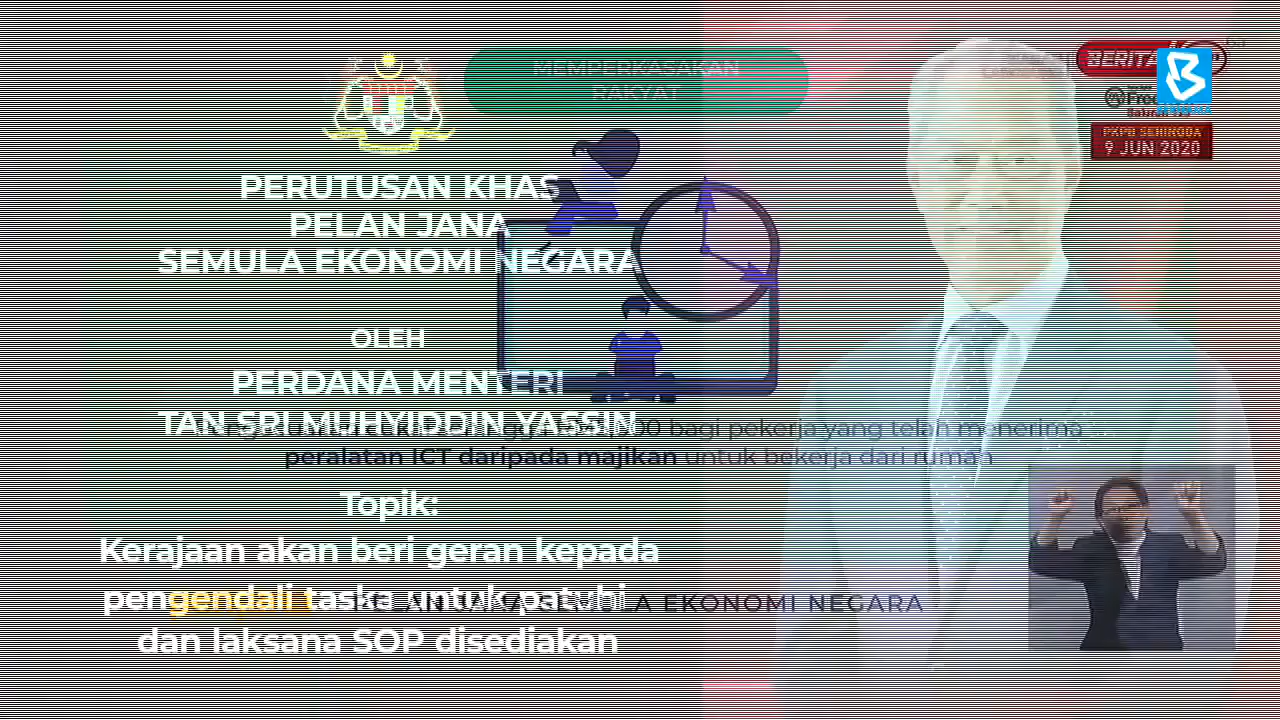 MEMPERKASAKAN
RAKYAT
BERITA
PKPB SEHINGGA
9 JUN 2020
PERUTUSAN KHAS
PELAN JANA
SEMULA EKONOMI NEGARA
OLEH
PERDANA MENTERI
TAN SRI MUHYIDDIN YASSIN
bagi pekerja yang telah menerima
peralatan ICT daripada majikan untuk bekerja dari rumah
Topik:
Kerajaan akan beri geran kepada
pengendali taska untuk patuhi
dan laksana SOP disediakan
SEMULA EKONOMI NEGARA